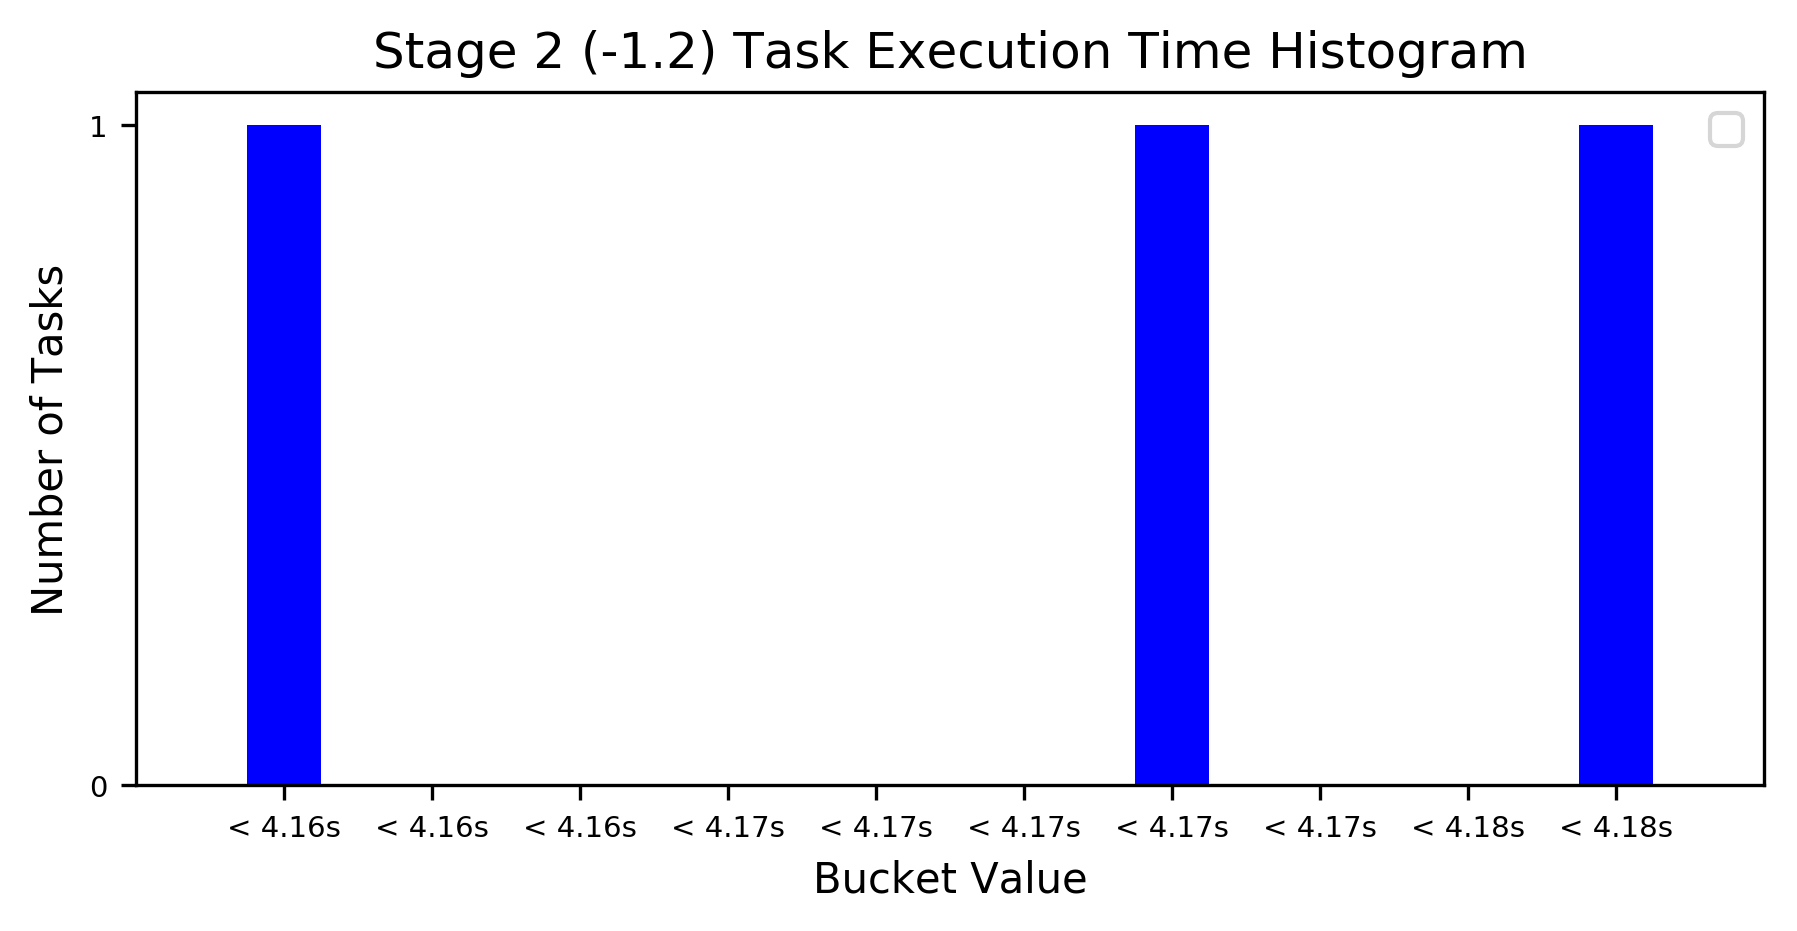 Stage 2 (-1.2) Task Execution Time Histogram
1
Number of Tasks
0
< 4.16s < 4.16s < 4.16s < 4.17s < 4.17s < 4.17s < 4.17s < 4.17s < 4.18s < 4.18s
Bucket Value